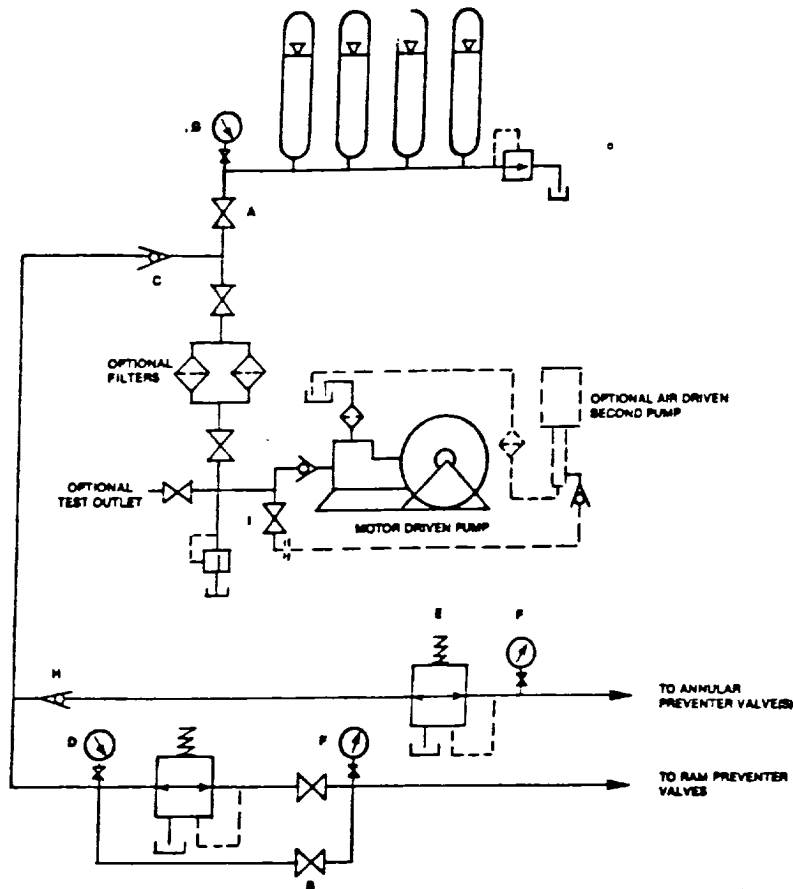 G
A
C
OPTIONAL
FILTERS
OPTIONAL AIR DRIVEN
SECOND PUMP
OPTIONAL
TEST OUTLET
I
MOTOR DRIVEN PUMP
E
F
H
TO ANNULAR
PREVENTER VALVE(S)
D
F
TO RAM PREVENTER
VALVES
B